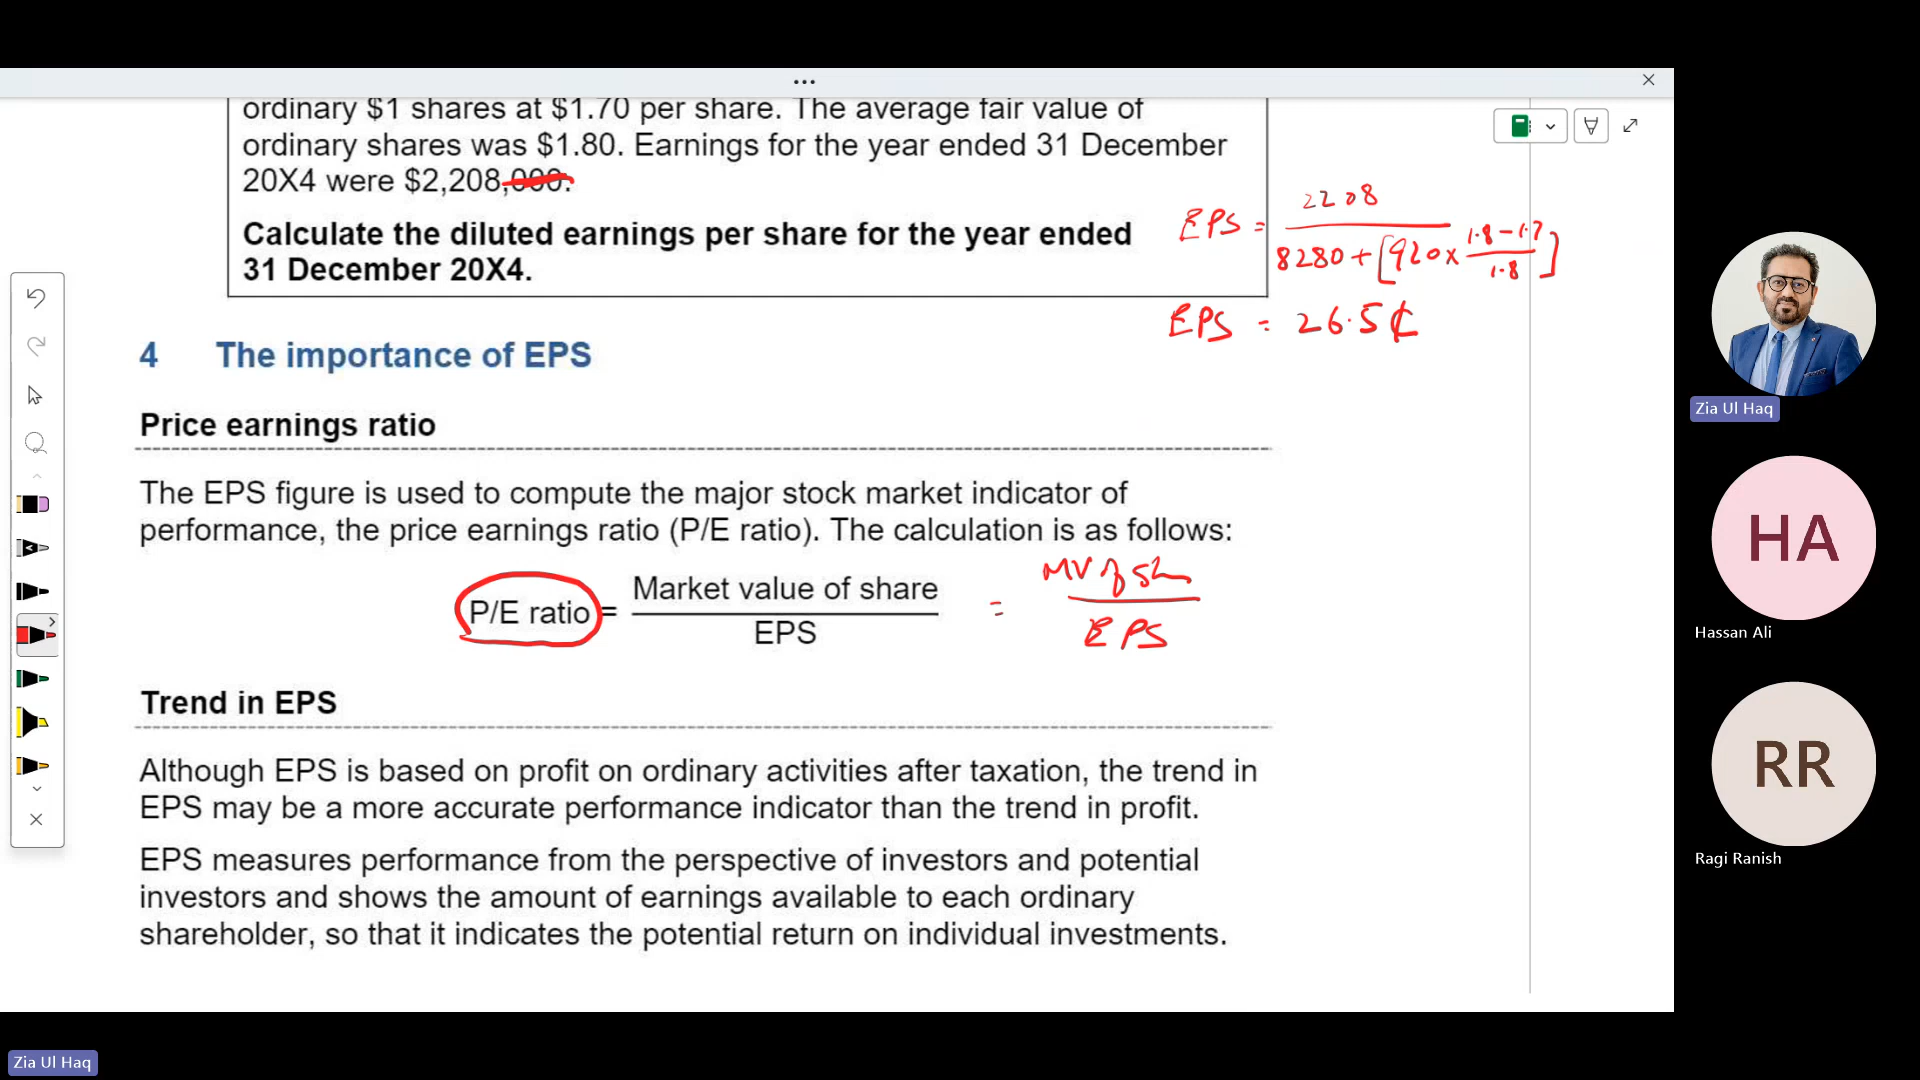 ordinary $1 shares at $1.70 per share. The average fair value of
ordinary shares was $1.80. Earnings for the year ended 31 December
20X4 were $2,208,000.
Calculate the diluted earnings per share for the year ended
31 December 20X4.
EPS = 2208
8280 + [920 x 1.8 - 1.7
1.8 ]
EPS = 26.5 ¢
4 The importance of EPS
Price earnings ratio
The EPS figure is used to compute the major stock market indicator of
performance, the price earnings ratio (P/E ratio). The calculation is as follows:
P/E ratio = Market value of share
EPS
= MV of sh
EPS
Trend in EPS
Although EPS is based on profit on ordinary activities after taxation, the trend in
EPS may be a more accurate performance indicator than the trend in profit.
EPS measures performance from the perspective of investors and potential
investors and shows the amount of earnings available to each ordinary
shareholder, so that it indicates the potential return on individual investments.
Zia Ul Haq
HA
Hassan Ali
RR
Ragi Ranish
Zia Ul Haq